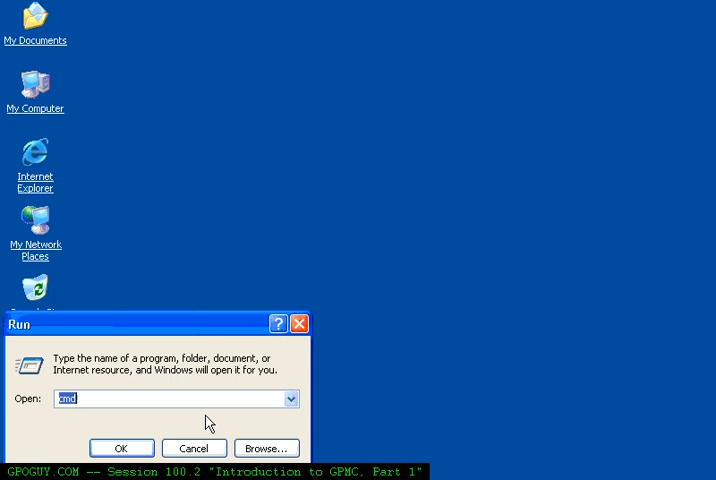 My Documents
My Computer
Internet
Explorer
My Network
Places
Run
Type the name of a program, folder, document, or
Internet resource, and Windows will open it for you.
Open:
cmd
OK
Cancel
Browse...
GPOGUY.COM -- Session 100.2 "Introduction to GPMC, Part 1"